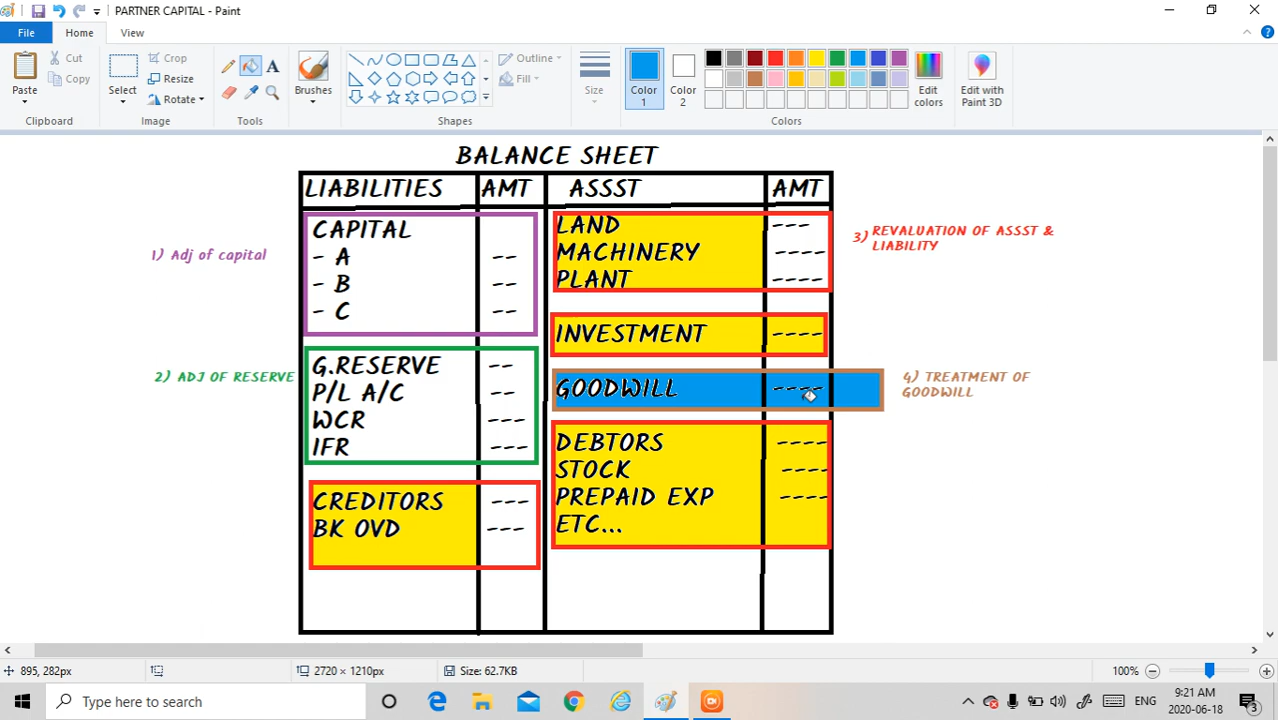 PARTNER CAPITAL - Paint
File Home View
Paste
Cut
Copy
Clipboard
Select
Crop
Resize
Rotate
Image
Tools
Brushes
Shapes
Outline
Fill
Size
Color 1
Color 2
Colors
Edit colors
Edit with Paint 3D
BALANCE SHEET
LIABILITIES AMT ASSST AMT
CAPITAL
- A --
- B --
- C --
G.RESERVE --
P/L A/C --
WCR ---
IFR ---
CREDITORS ---
BK OVD ---
LAND ---
MACHINERY ----
PLANT ----
INVESTMENT ----
GOODWILL ----
DEBTORS ----
STOCK ----
PREPAID EXP ----
ETC...
1) Adj of capital
2) ADJ OF RESERVE
3) REVALUATION OF ASSST &
LIABILITY
4) TREATMENT OF
GOODWILL
895, 282px
2720 × 1210px
Size: 62.7KB
100%
Type here to search
ENG
9:21 AM
2020-06-18
3